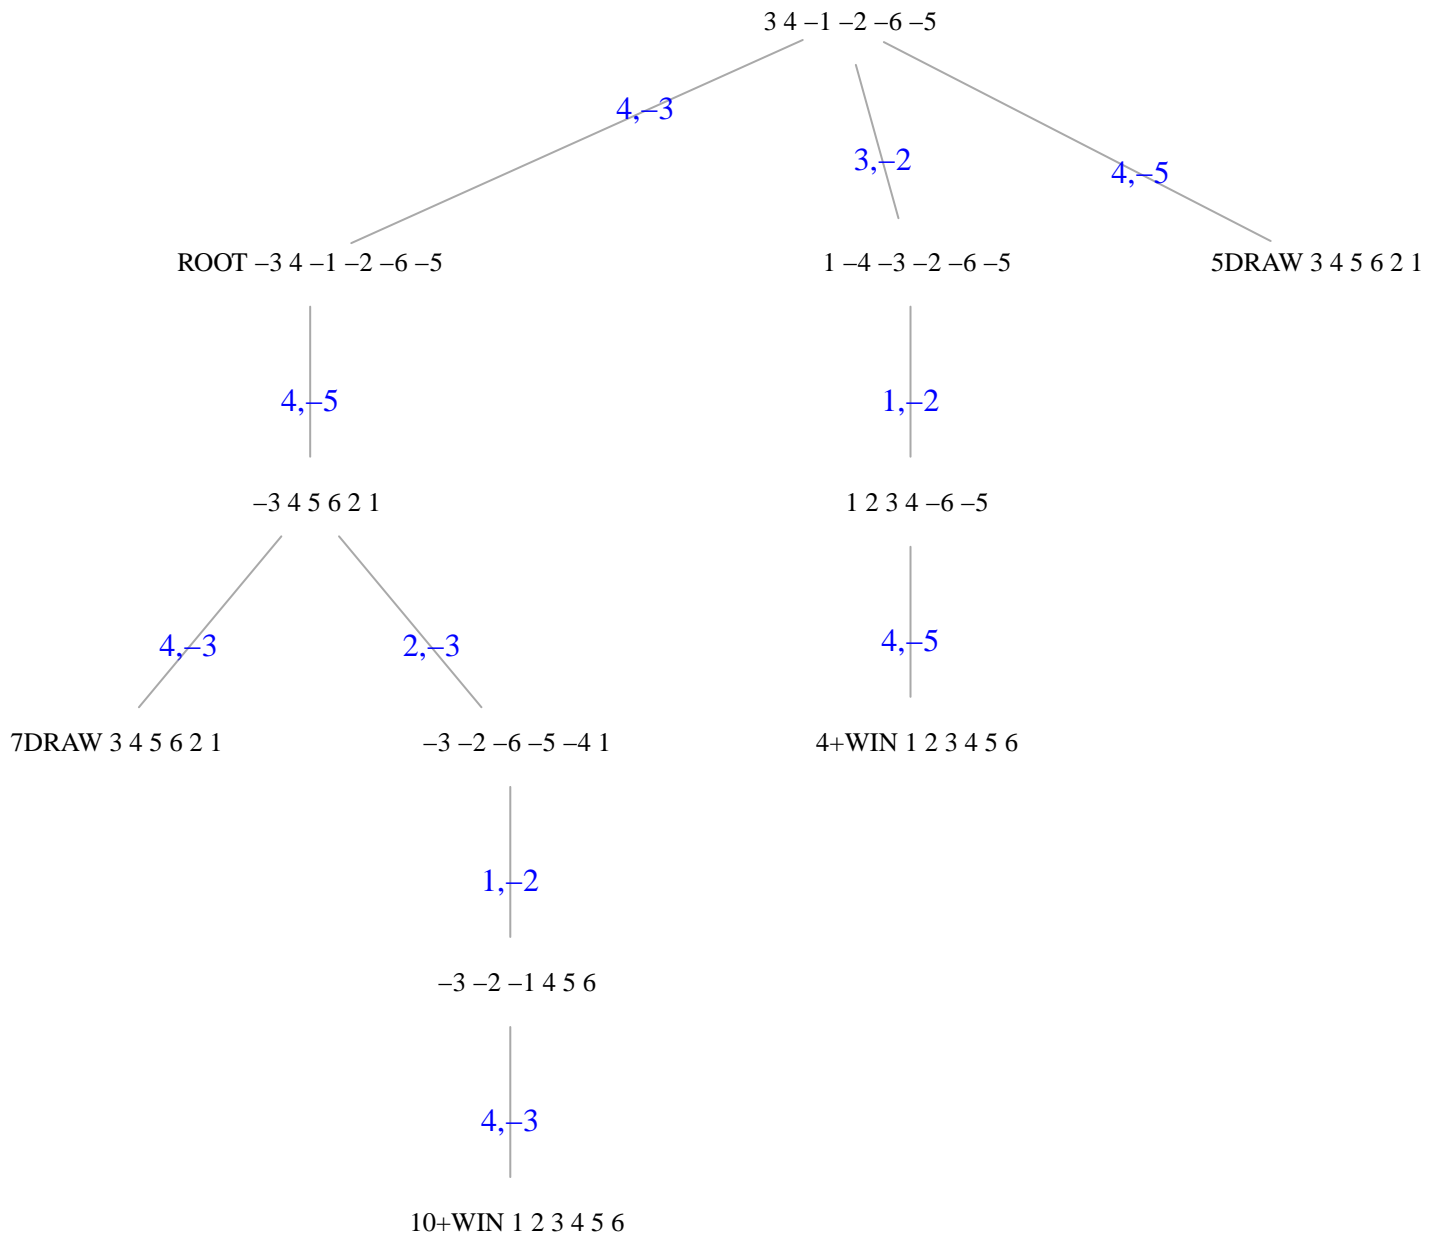 3 4 –1 –2 –6 –5
4,–3
3,–2
4,–5
ROOT –3 4 –1 –2 –6 –5
1 –4 –3 –2 –6 –5
5DRAW 3 4 5 6 2 1
4,–5
1,–2
–3 4 5 6 2 1
1 2 3 4 –6 –5
4,–3
2,–3
4,–5
7DRAW 3 4 5 6 2 1
–3 –2 –6 –5 –4 1
4+WIN 1 2 3 4 5 6
1,–2
–3 –2 –1 4 5 6
4,–3
10+WIN 1 2 3 4 5 6